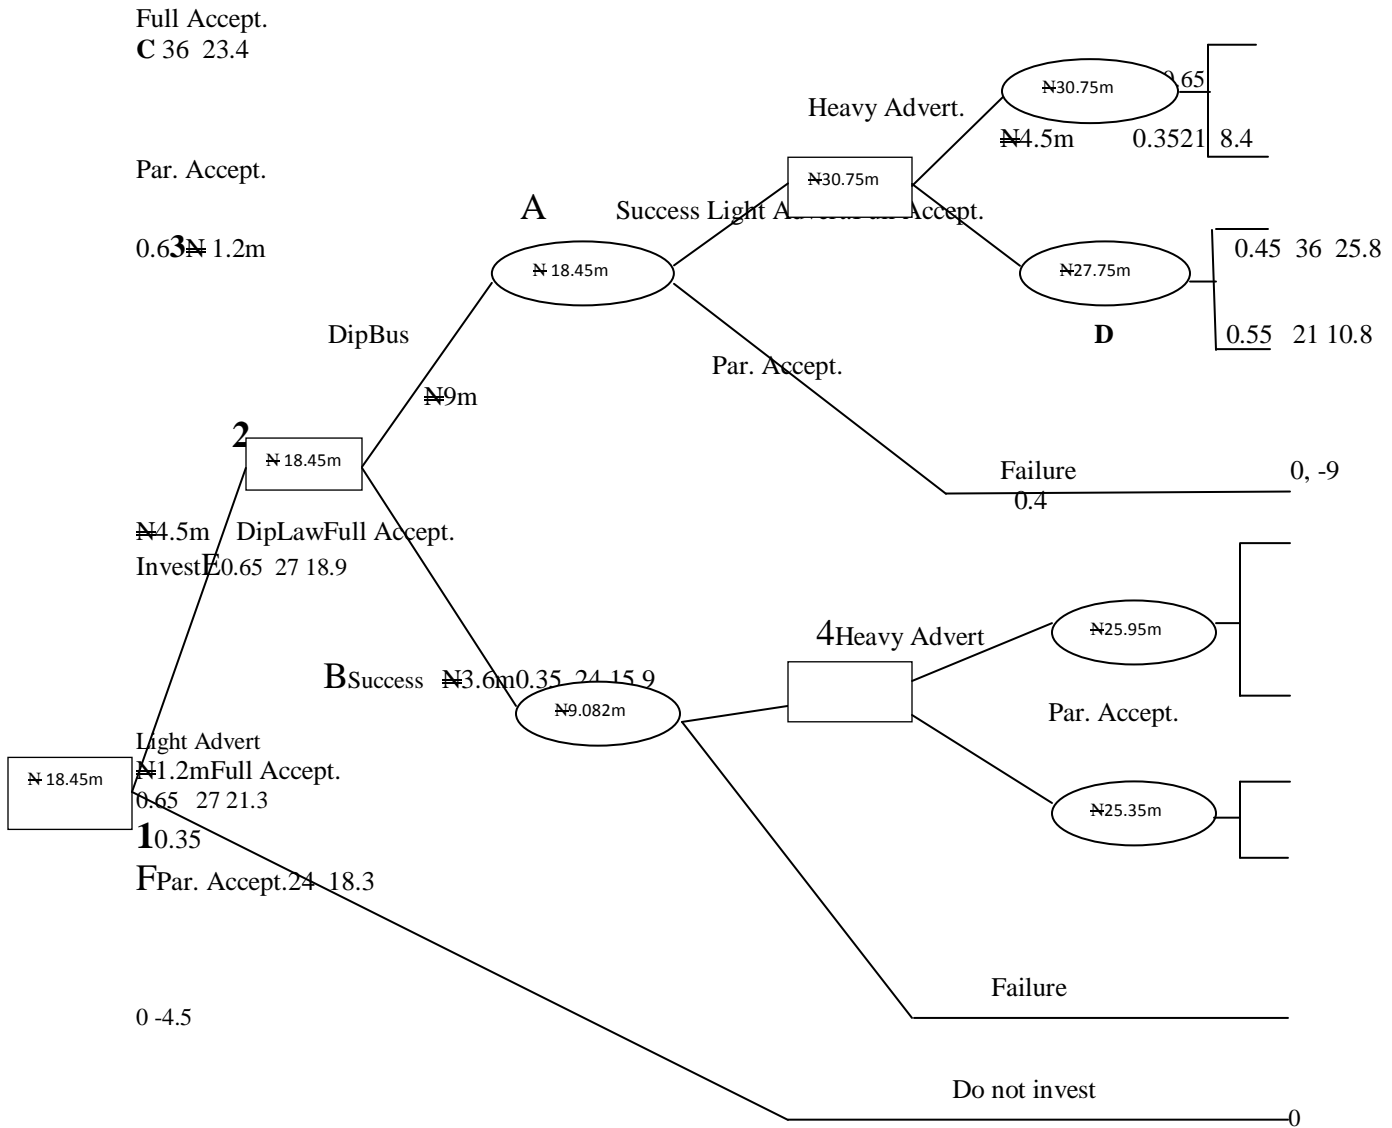 Full Accept.
C 36 23.4
0.65
₦30.75m
Heavy Advert.
₦4.5m 0.3521 8.4
Par. Accept.
₦30.75m
A Success Light Accept.
0.63₦ 1.2m
0.45 36 25.8
₦ 18.45m
₦27.75m
DipBus
D
0.55 21 10.8
Par. Accept.
₦9m
2
₦ 18.45m
Failure 0, -9
0.4
₦4.5m DipLawFull Accept.
InvestE0.65 27 18.9
4Heavy Advert
₦25.95m
BSuccess ₦3.6m0.35 24 15.9
₦9.082m
Par. Accept.
Light Advert
₦1.2mFull Accept.
₦ 18.45m
0.65 27 21.3
₦25.35m
10.35
FPar. Accept.24 18.3
Failure
0 -4.5
Do not invest
0